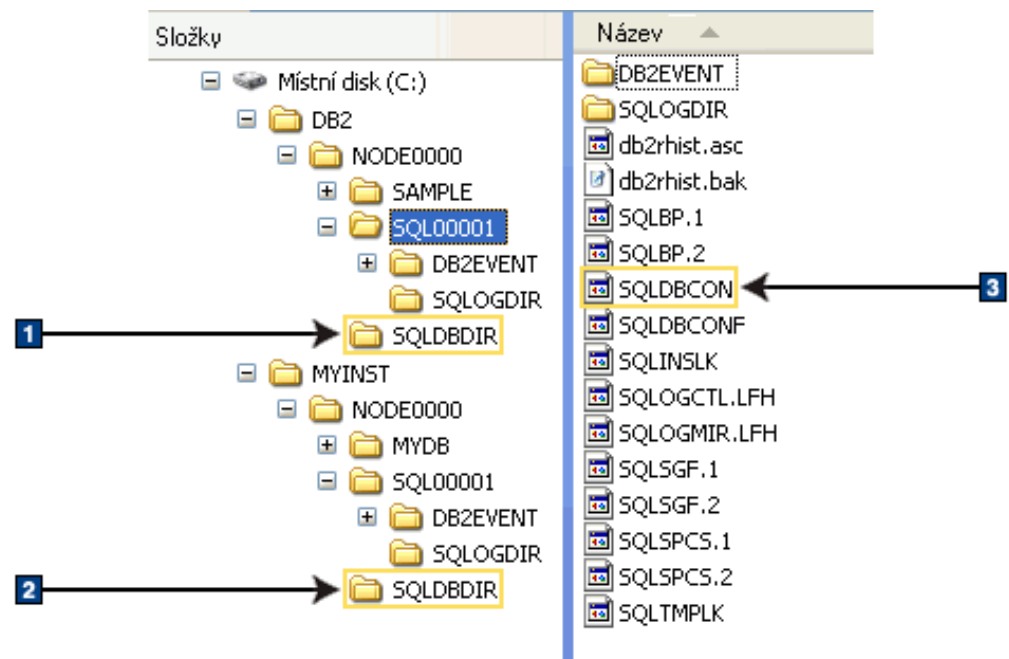 Složky
Místní disk (C:)
DB2
NODE0000
SAMPLE
SQL00001
DB2EVENT
SQLOGDIR
1
SQLDBDIR
MYINST
NODE0000
MYDB
SQL00001
DB2EVENT
SQLOGDIR
2
SQLDBDIR
Název
DB2EVENT
SQLOGDIR
db2rhist.asc
db2rhist.bak
SQLBP.1
SQLBP.2
SQLDBCON
3
SQLDBCONF
SQLINSLK
SQLOGCTL.LFH
SQLOGMIR.LFH
SQLSGF.1
SQLSGF.2
SQLSPCS.1
SQLSPCS.2
SQLTMPLK